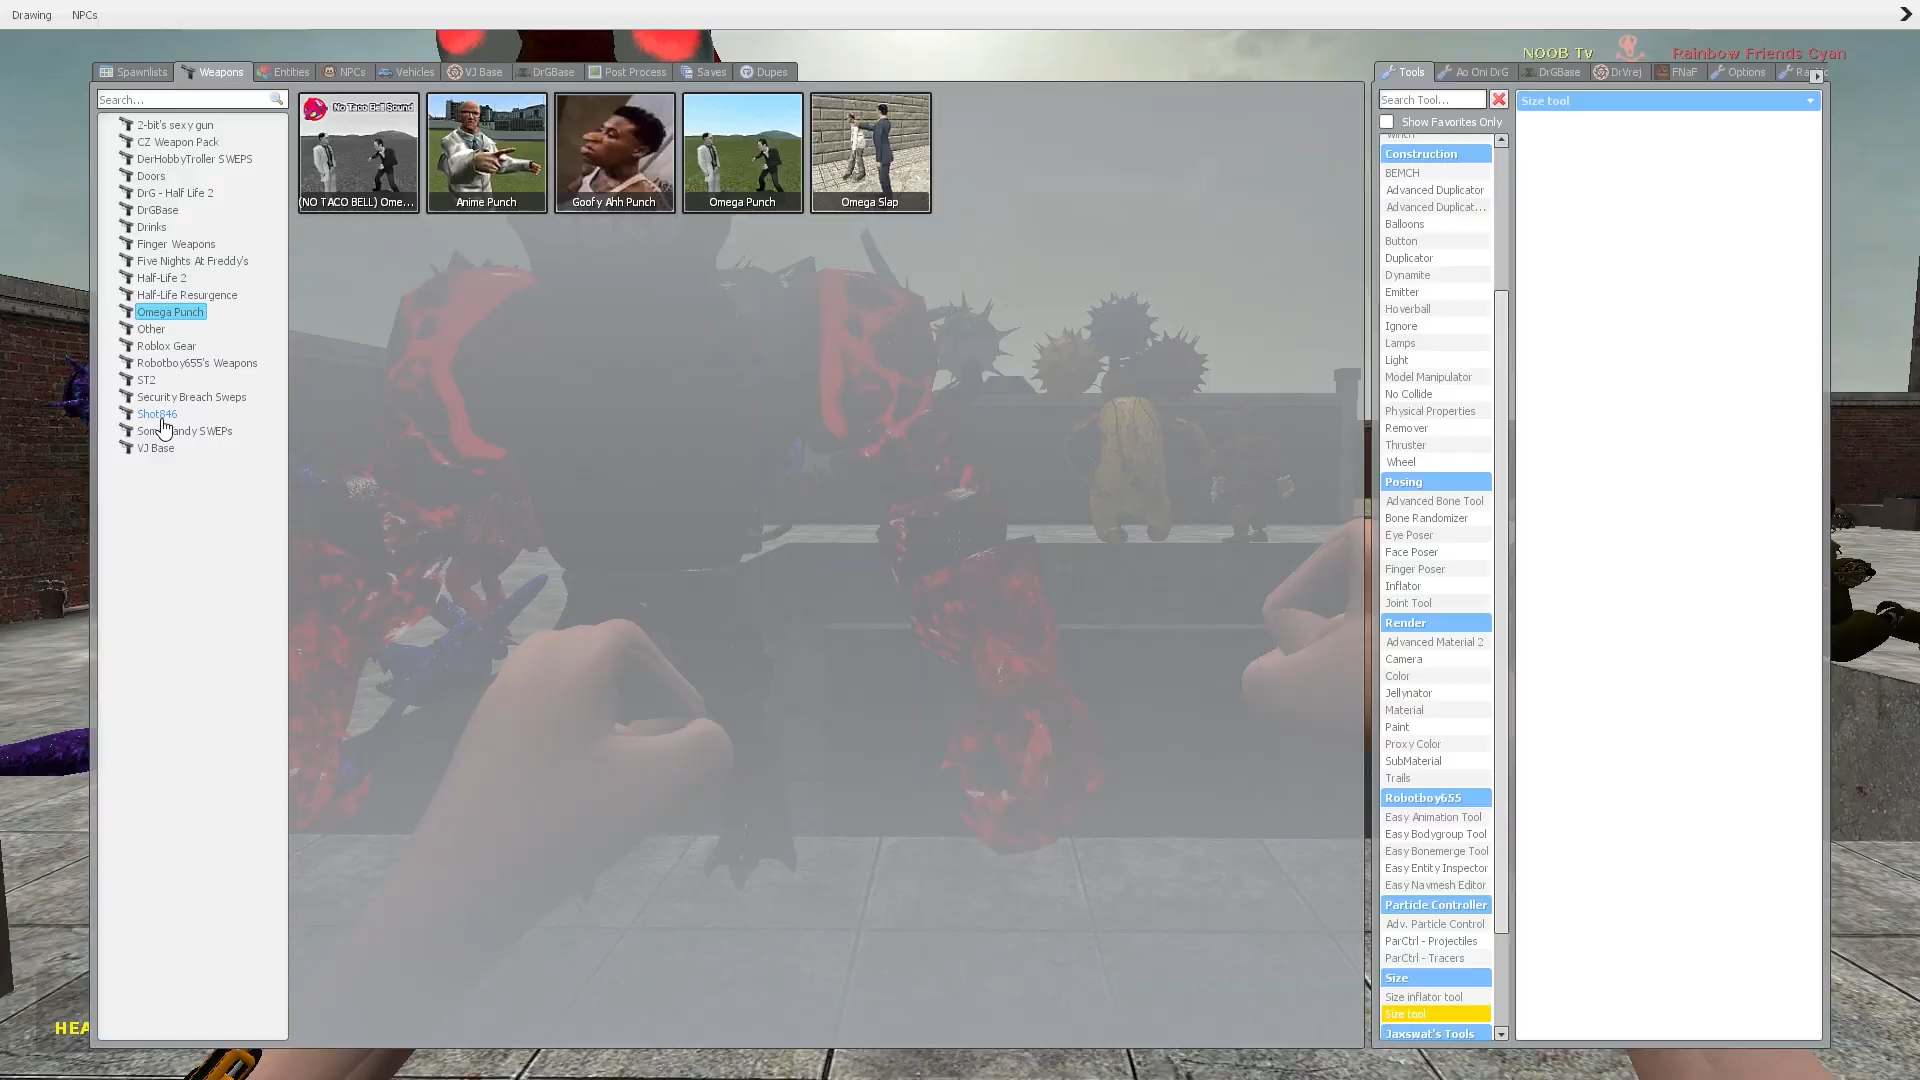 Drawing NPCs
NOOB Tv Rainbow Friends Cyan
Spawnlists Weapons Entities NPCs Vehicles VJ Base DrGBase Post Process Saves Dupes
Search...
2-bit's sexy gun
CZ Weapon Pack
DerHobbyTroller SWEPS
Doors
DrG - Half Life 2
DrGBase
Drinks
Finger Weapons
Five Nights At Freddy's
Half-Life 2
Half-Life Resurgence
Omega Punch
Other
Roblox Gear
Robotboy655's Weapons
ST2
Security Breach Sweps
Shot846
VJ Base
No Taco Bell Sound
(NO TACO BELL) Ome...
Anime Punch
Goofy Ahh Punch
Omega Punch
Omega Slap
Tools Ao Oni DrG DrGBase DrVrej FNaF Options
Search Tool...
Show Favorites Only
Winch
Construction
BEMCH
Advanced Duplicator
Advanced Duplicat...
Balloons
Button
Duplicator
Dynamite
Emitter
Hoverball
Ignore
Lamps
Light
Model Manipulator
No Collide
Physical Properties
Remover
Thruster
Wheel
Posing
Advanced Bone Tool
Bone Randomizer
Eye Poser
Face Poser
Finger Poser
Inflator
Joint Tool
Render
Advanced Material 2
Camera
Color
Jellynator
Material
Paint
Proxy Color
SubMaterial
Trails
Robotboy655
Easy Animation Tool
Easy Bodygroup Tool
Easy Bonemerge Tool
Easy Entity Inspector
Easy Navmesh Editor
Particle Controller
Adv. Particle Control
ParCtrl - Projectiles
ParCtrl - Tracers
Size
Size inflator tool
Size tool
Jaxswat's Tools
Size tool
HEA